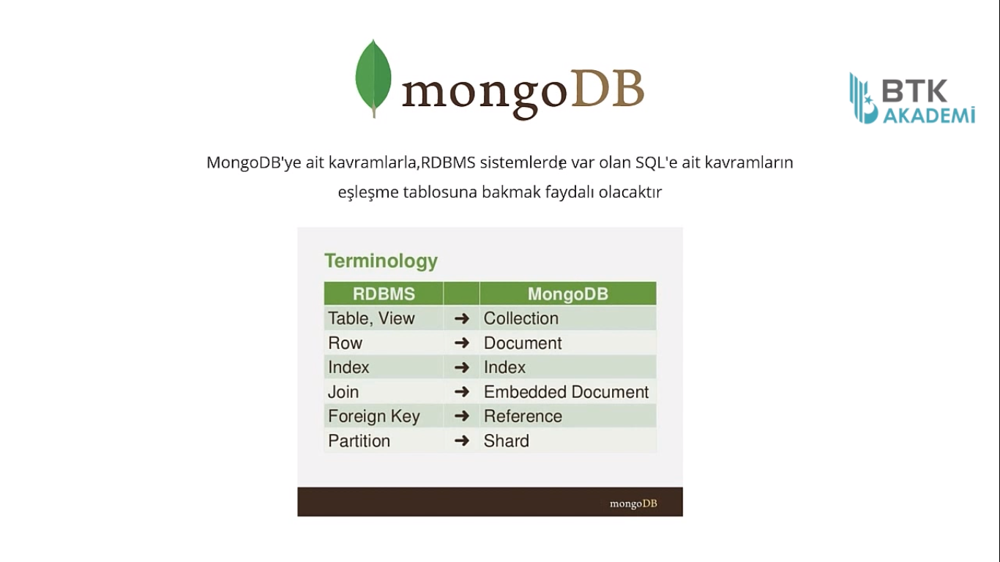 mongoDB
BTK
AKADEMİ
MongoDB'ye ait kavramlarla,RDBMS sistemlerde var olan SQL'e ait kavramların
eşleşme tablosuna bakmak faydalı olacaktır
Terminology
RDBMS MongoDB
Table, View ➜ Collection
Row ➜ Document
Index ➜ Index
Join ➜ Embedded Document
Foreign Key ➜ Reference
Partition ➜ Shard
mongoDB